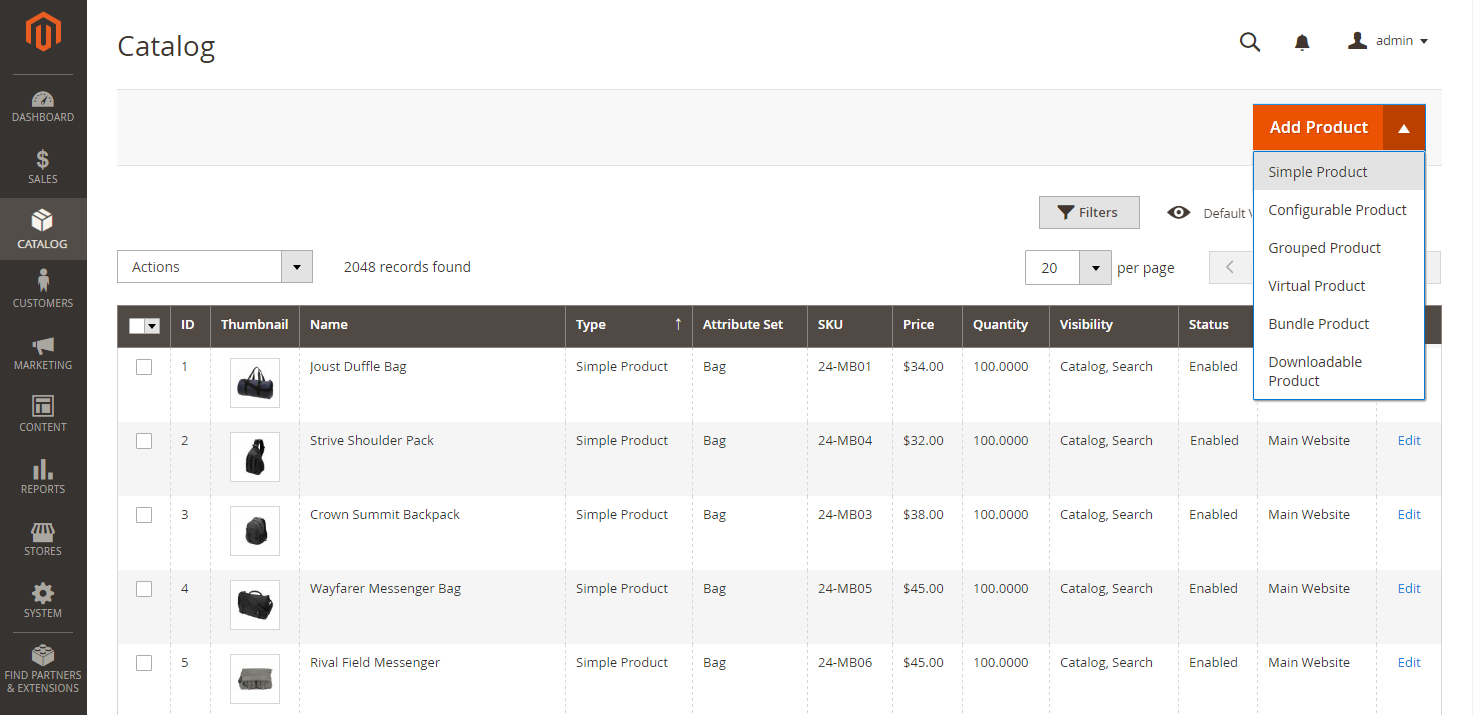 Catalog
admin
DASHBOARD
SALES
CATALOG
CUSTOMERS
MARKETING
CONTENT
REPORTS
STORES
SYSTEM
FIND PARTNERS
& EXTENSIONS
Add Product
Simple Product
Configurable Product
Grouped Product
Virtual Product
Bundle Product
Downloadable
Product
Filters
Default
Actions
2048 records found
20
per page
ID Thumbnail Name Type ↑ Attribute Set SKU Price Quantity Visibility Status
1 Joust Duffle Bag Simple Product Bag 24-MB01 $34.00 100.0000 Catalog, Search Enabled
2 Strive Shoulder Pack Simple Product Bag 24-MB04 $32.00 100.0000 Catalog, Search Enabled Main Website Edit
3 Crown Summit Backpack Simple Product Bag 24-MB03 $38.00 100.0000 Catalog, Search Enabled Main Website Edit
4 Wayfarer Messenger Bag Simple Product Bag 24-MB05 $45.00 100.0000 Catalog, Search Enabled Main Website Edit
5 Rival Field Messenger Simple Product Bag 24-MB06 $45.00 100.0000 Catalog, Search Enabled Main Website Edit